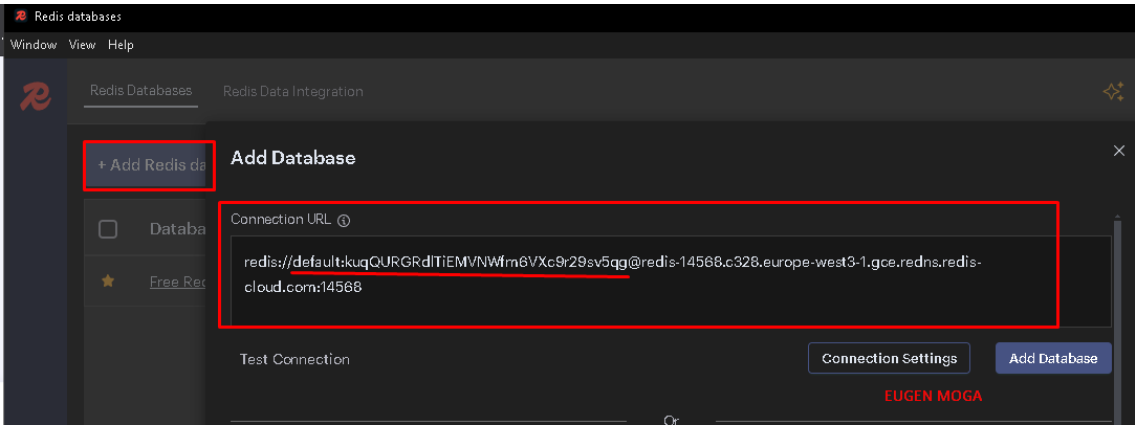 Redis databases
Window View Help
Redis Databases Redis Data Integration
+ Add Redis da
Add Database
Connection URL
Databa
redis://default:kuqQURGRdlTiEMVNWfm6VXc9r29sv5qg@redis-14568.c328.europe-west3-1.gce.redns.redis-
cloud.com:14568
Free Red
Test Connection
Connection Settings
Add Database
EUGEN MOGA
Or